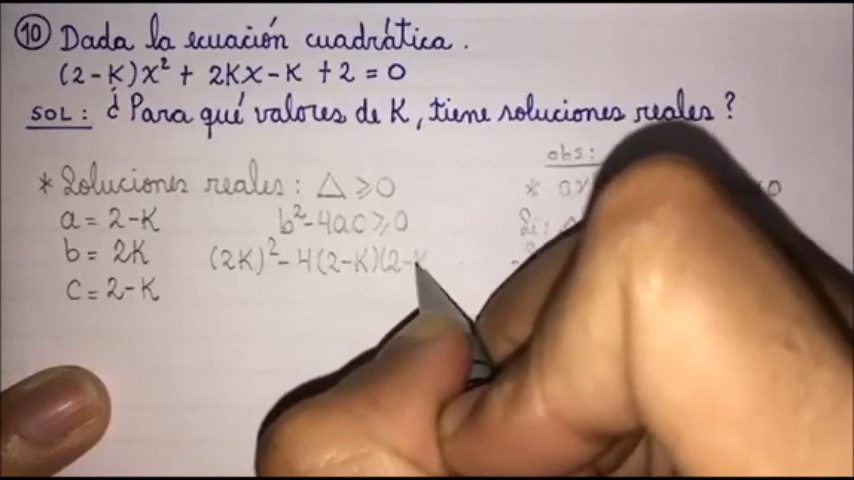 10 Dada la ecuación cuadrática.
(2-K)x² + 2Kx - K + 2 = 0
SOL: ¿Para qué valores de K, tiene soluciones reales?
obs:
* Soluciones reales: △ ≥ 0
a = 2-K
b² - 4ac ≥ 0
b = 2K
(2K)² - 4(2-K)(2-K
c = 2-K